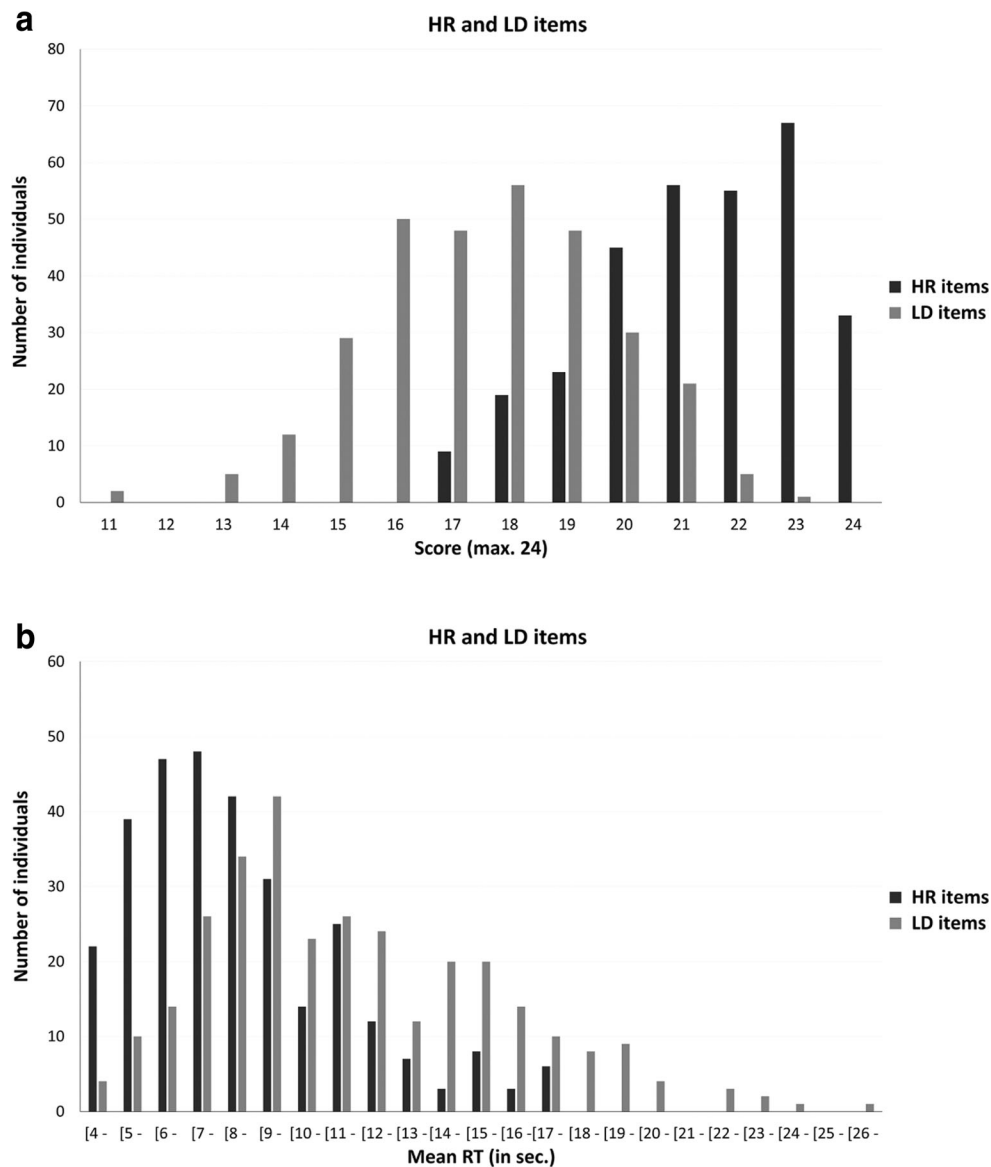 a
HR and LD items
80
70
60
50
40
30
20
10
0
Number of individuals
11 12 13 14 15 16 17 18 19 20 21 22 23 24
Score (max. 24)
HR items
LD items
b
HR and LD items
60
50
40
30
20
10
0
Number of individuals
[4 - [5 - [6 - [7 - [8 - [9 - [10 - [11 - [12 - [13 - [14 - [15 - [16 - [17 - [18 - [19 - [20 - [21 - [22 - [23 - [24 - [25 - [26 -
Mean RT (in sec.)
HR items
LD items